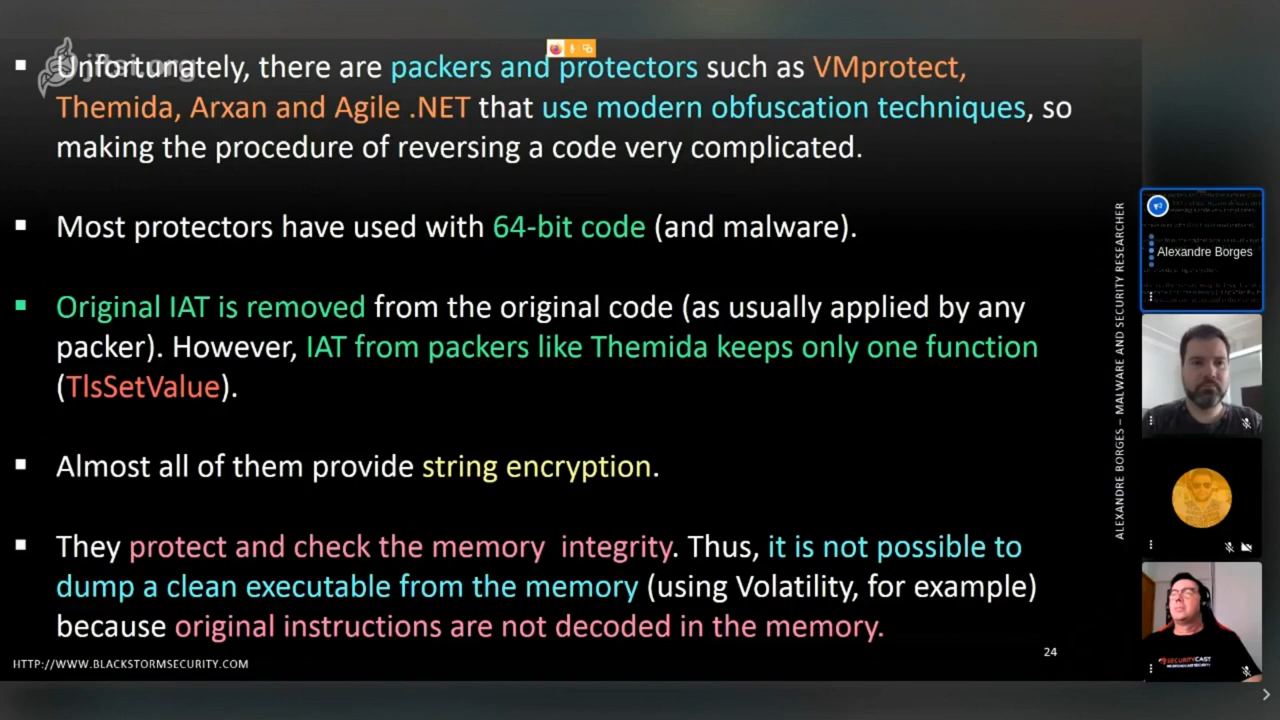 jitsi.org
Unfortunately, there are packers and protectors such as VMprotect,
Themida, Arxan and Agile .NET that use modern obfuscation techniques, so
making the procedure of reversing a code very complicated.
Most protectors have used with 64-bit code (and malware).
Original IAT is removed from the original code (as usually applied by any
packer). However, IAT from packers like Themida keeps only one function
(TlsSetValue).
Almost all of them provide string encryption.
They protect and check the memory integrity. Thus, it is not possible to
dump a clean executable from the memory (using Volatility, for example)
because original instructions are not decoded in the memory.
HTTP://WWW.BLACKSTORMSECURITY.COM
24
ALEXANDRE BORGES – MALWARE AND SECURITY RESEARCHER
Alexandre Borges
SECURITYCAST